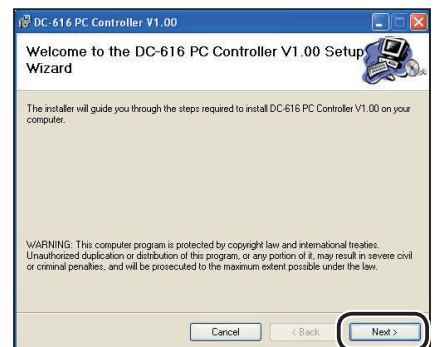 DC-616 PC Controller V1.00
Welcome to the DC-616 PC Controller V1.00 Setup
Wizard
The installer will guide you through the steps required to install DC-616 PC Controller V1.00 on your
computer.
WARNING: This computer program is protected by copyright law and international treaties.
Unauthorized duplication or distribution of this program, or any portion of it, may result in severe civil
or criminal penalties, and will be prosecuted to the maximum extent possible under the law.
Cancel
< Back
Next >